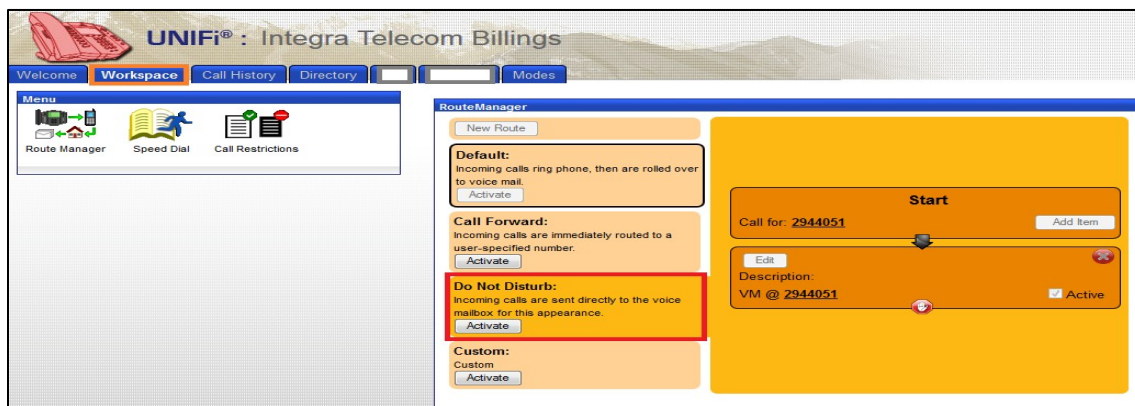 UNIFi® : Integra Telecom Billings
Welcome Workspace Call History Directory Modes
Menu
Route Manager Speed Dial Call Restrictions
RouteManager
New Route
Default:
Incoming calls ring phone, then are rolled over
to voice mail.
Activate
Call Forward:
Incoming calls are immediately routed to a
user-specified number.
Activate
Do Not Disturb:
Incoming calls are sent directly to the voice
mailbox for this appearance.
Activate
Custom:
Custom
Activate
Start
Call for: 2944051 Add Item
Edit
Description:
VM @ 2944051 Active